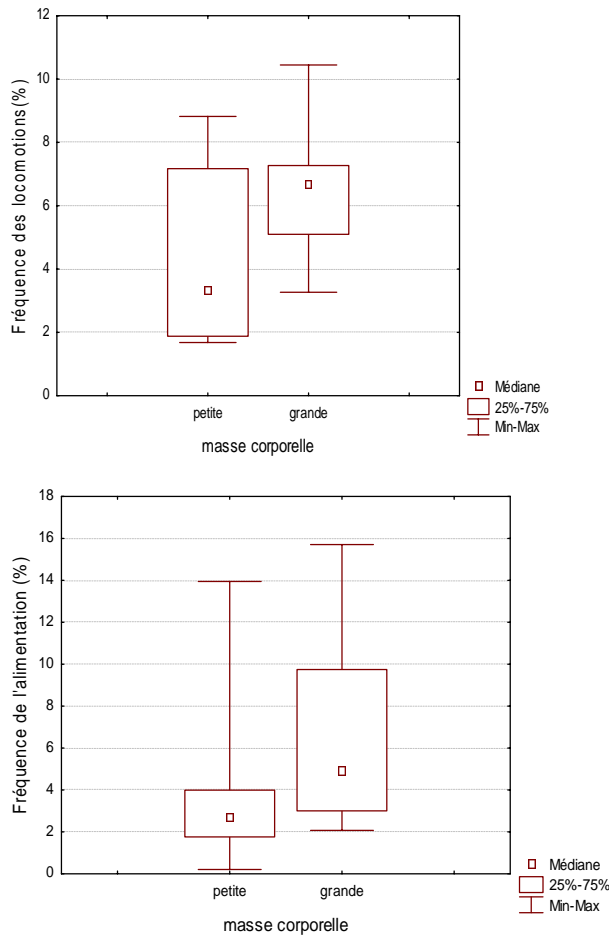 12
10
8
6
4
2
0
Fréquence des locomotions (%)
petite grande
masse corporelle
Médiane
25%-75%
Min-Max
18
16
14
12
10
8
6
4
2
0
Fréquence de l'alimentation (%)
petite grande
masse corporelle
Médiane
25%-75%
Min-Max